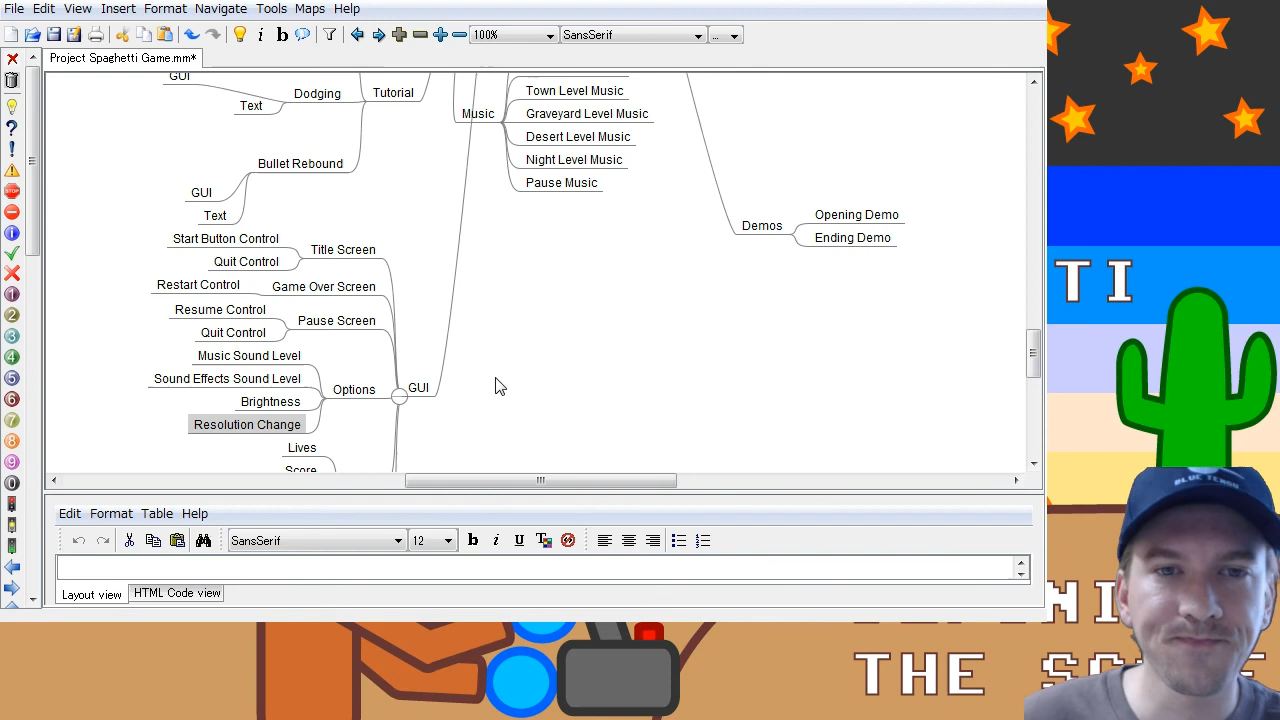 File Edit View Insert Format Navigate Tools Maps Help
100% SansSerif ...
Project Spaghetti Game.mm*
GUI
Dodging
Text
Tutorial
Bullet Rebound
GUI
Text
Music
Town Level Music
Graveyard Level Music
Desert Level Music
Night Level Music
Pause Music
Demos
Opening Demo
Ending Demo
Start Button Control
Quit Control
Title Screen
Restart Control
Game Over Screen
Resume Control
Quit Control
Pause Screen
Music Sound Level
Sound Effects Sound Level
Brightness
Resolution Change
Options
GUI
Lives
Score
Edit Format Table Help
SansSerif 12
Layout view HTML Code view
TI
BLUE TENGU
THE